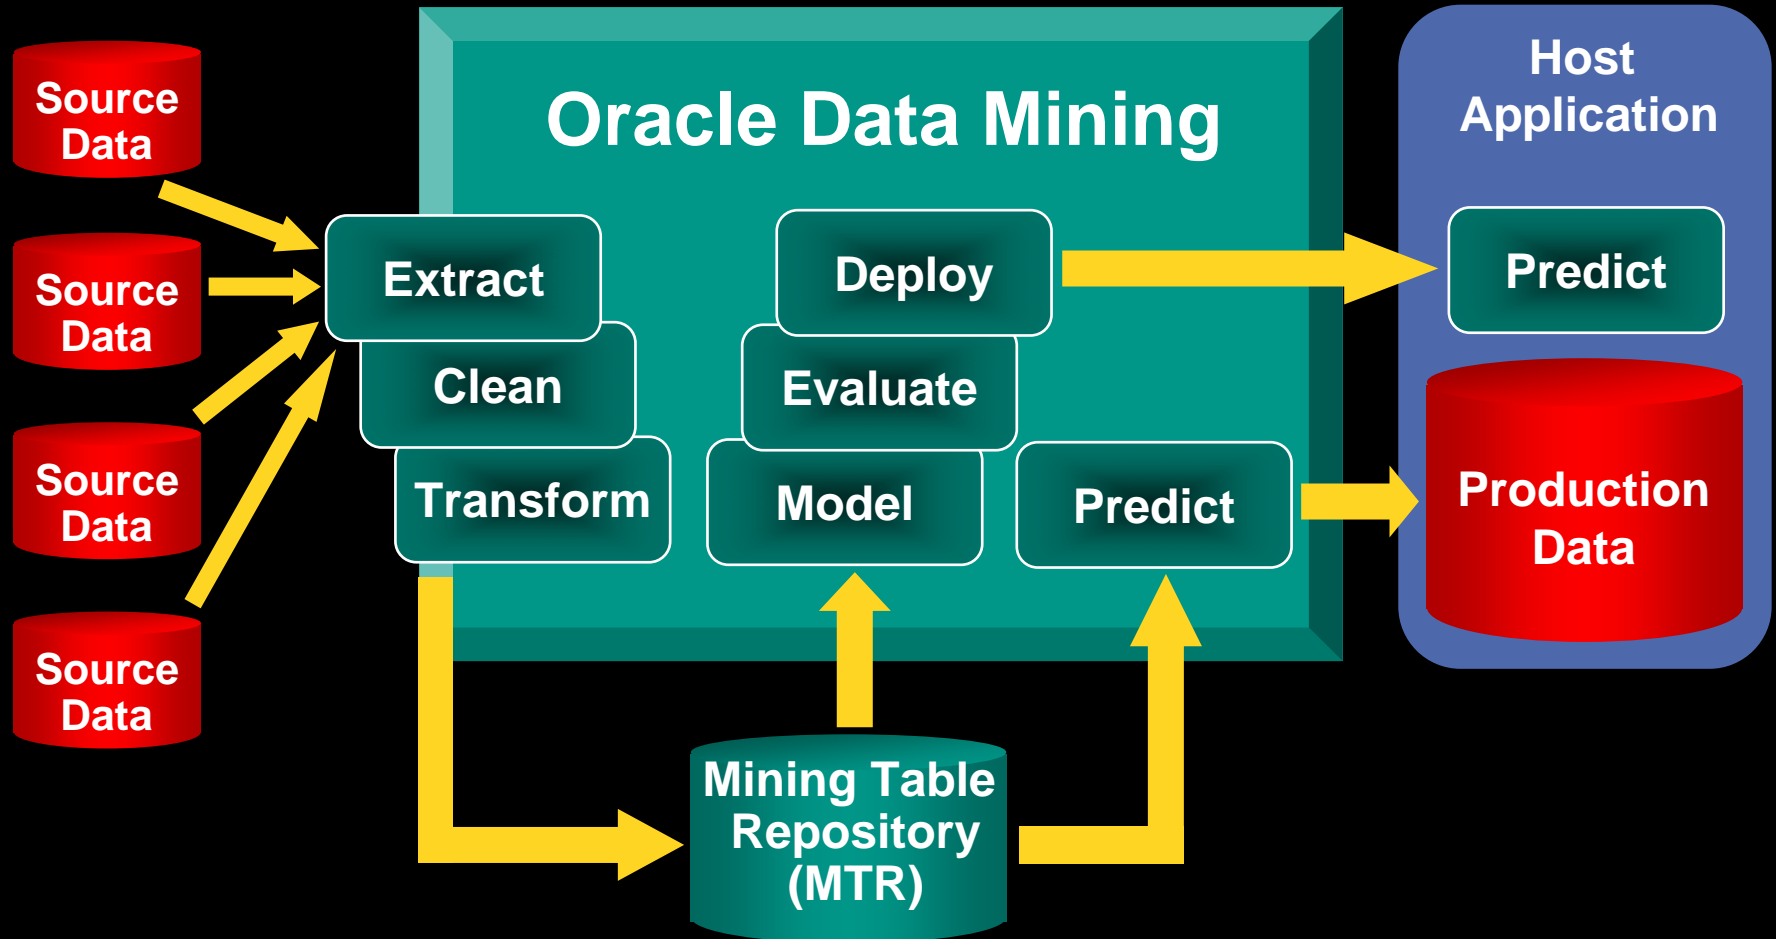 Source
Data
Source
Data
Source
Data
Source
Data
Oracle Data Mining
Extract
Clean
Transform
Deploy
Evaluate
Model
Predict
Mining Table
Repository
(MTR)
Host
Application
Predict
Production
Data